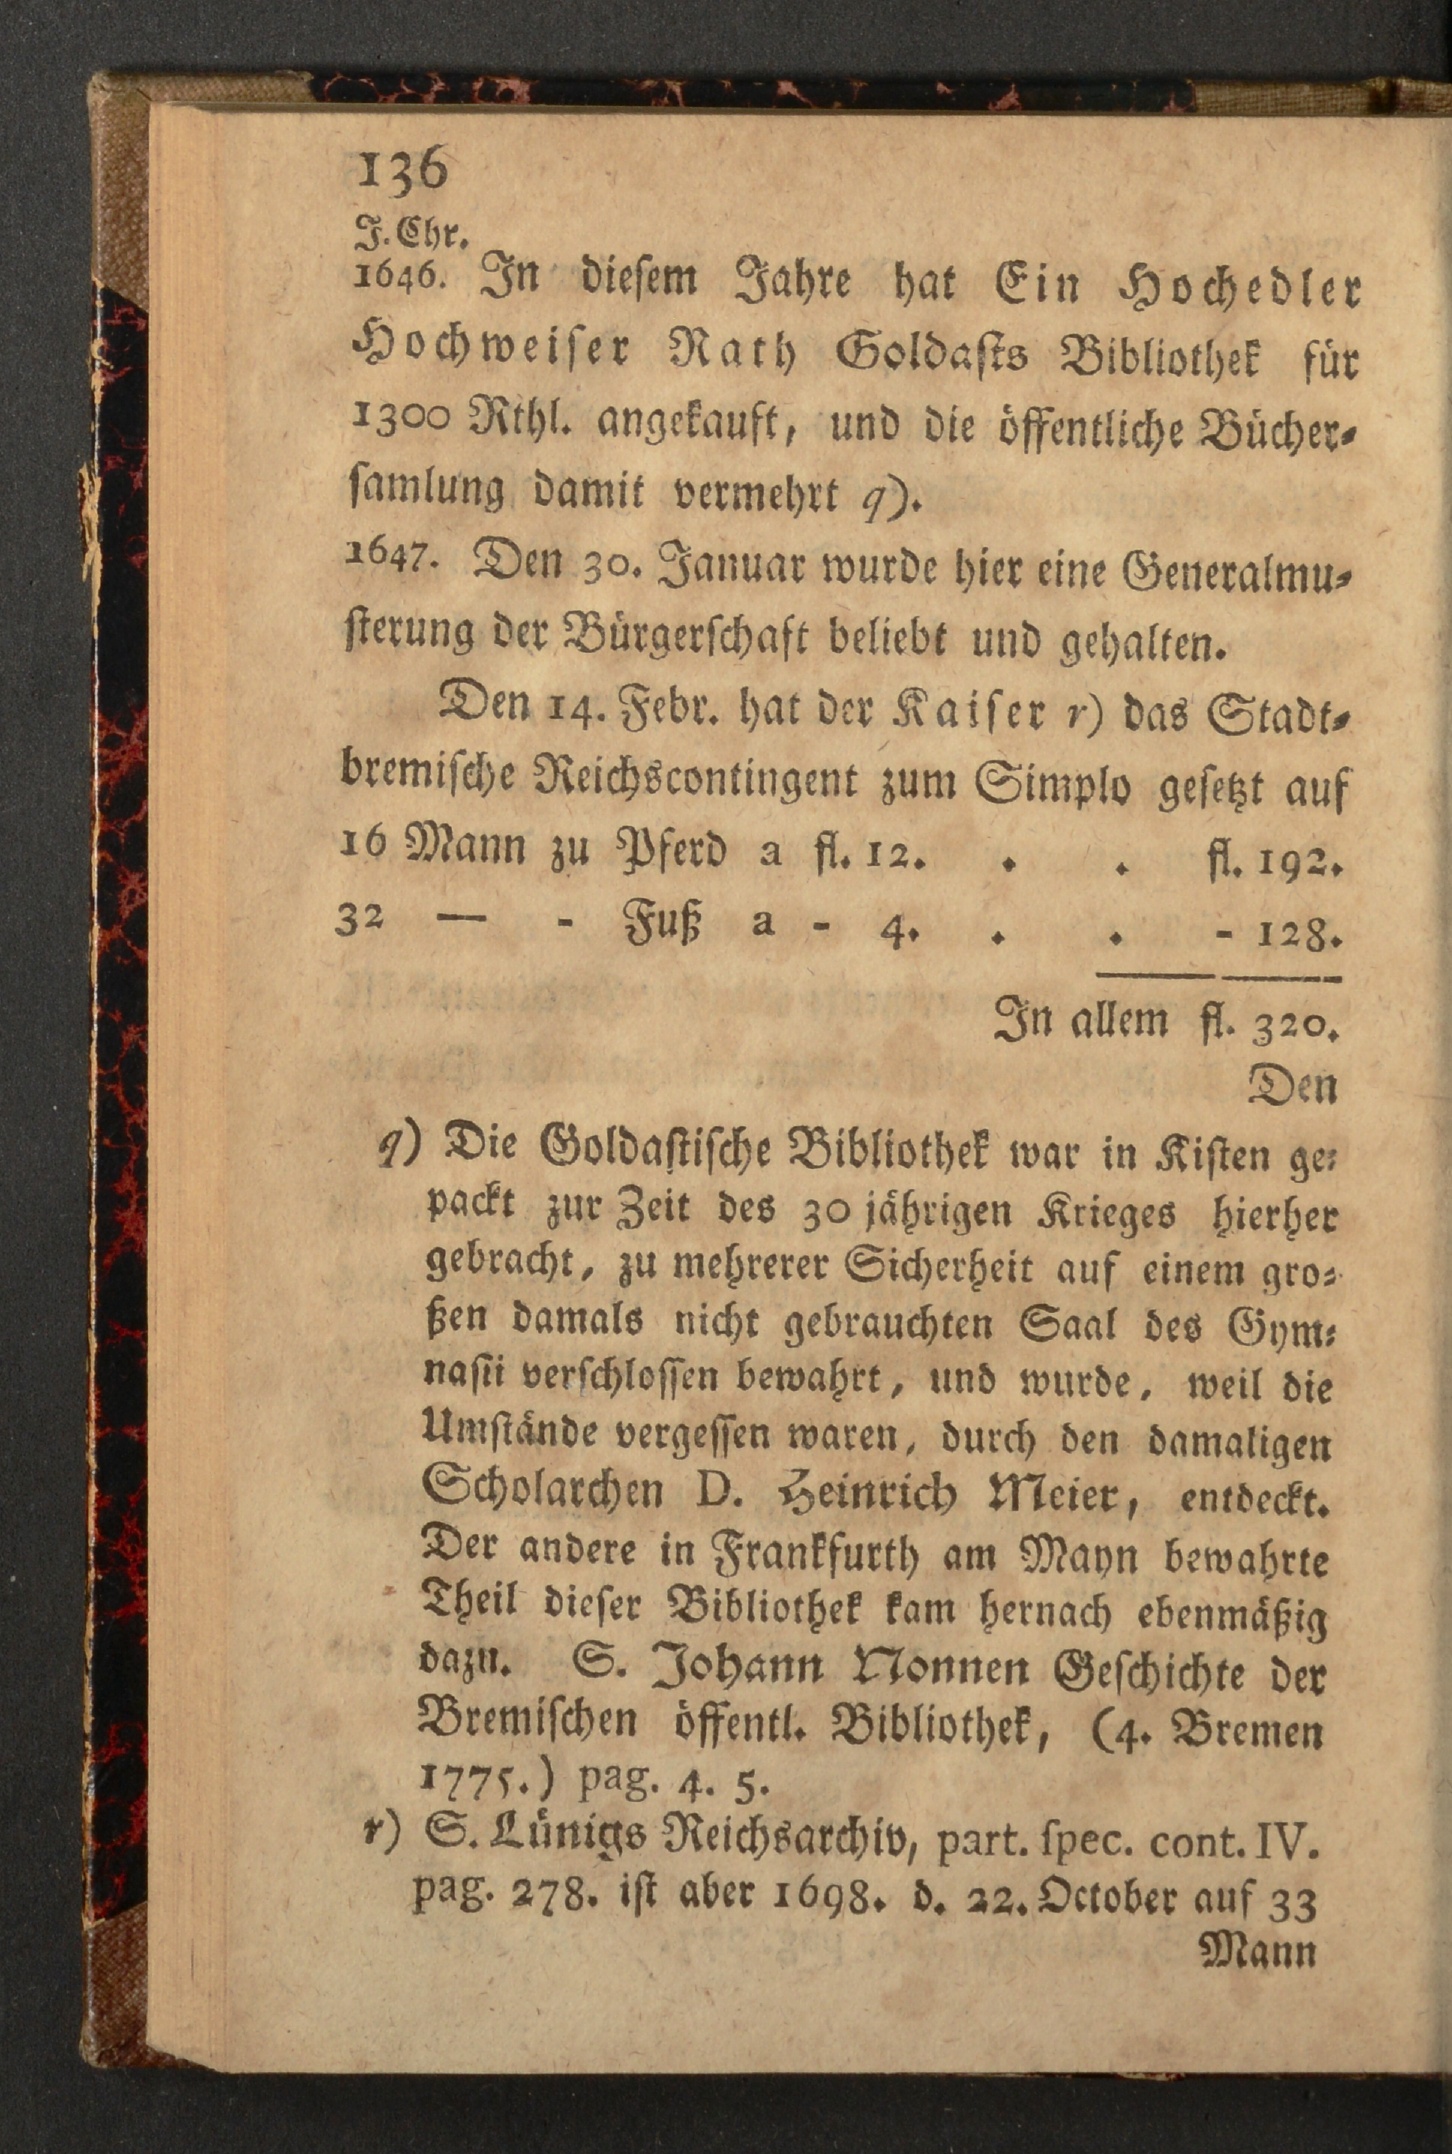 136
J. Chr.
1646. In dieſem Jahre hat Ein Hochedler
Hochweiſer Rath Goldaſts Bibliothek für
1300 Rthl. angekauft, und die öffentliche Bücher⸗
ſamlung damit vermehrt q).
1647. Den 30. Januar wurde hier eine Generalmu⸗
ſterung der Bürgerſchaft beliebt und gehalten.
Den 14. Febr. hat der Kaiſer r) das Stadt⸗
bremiſche Reichscontingent zum Simplo geſetzt auf
16 Mann zu Pferd a fl. 12. . . fl. 192.
32 — - Fuß a - 4. . . - 128.
In allem fl. 320.
Den
q) Die Goldaſtiſche Bibliothek war in Kiſten ge⸗
packt zur Zeit des 30 jährigen Krieges hierher
gebracht, zu mehrerer Sicherheit auf einem gro⸗
ßen damals nicht gebrauchten Saal des Gym⸗
naſii verſchloſſen bewahrt, und wurde, weil die
Umſtände vergeſſen waren, durch den damaligen
Scholarchen D. Heinrich Meier, entdeckt.
Der andere in Frankfurth am Mayn bewahrte
Theil dieſer Bibliothek kam hernach ebenmäßig
dazu. S. Johann Nonnen Geſchichte der
Bremiſchen öffentl. Bibliothek, (4. Bremen
1775.) pag. 4. 5.
r) S. Lünigs Reichsarchiv, part. ſpec. cont. IV.
pag. 278. iſt aber 1698. d. 22. October auf 33
Mann